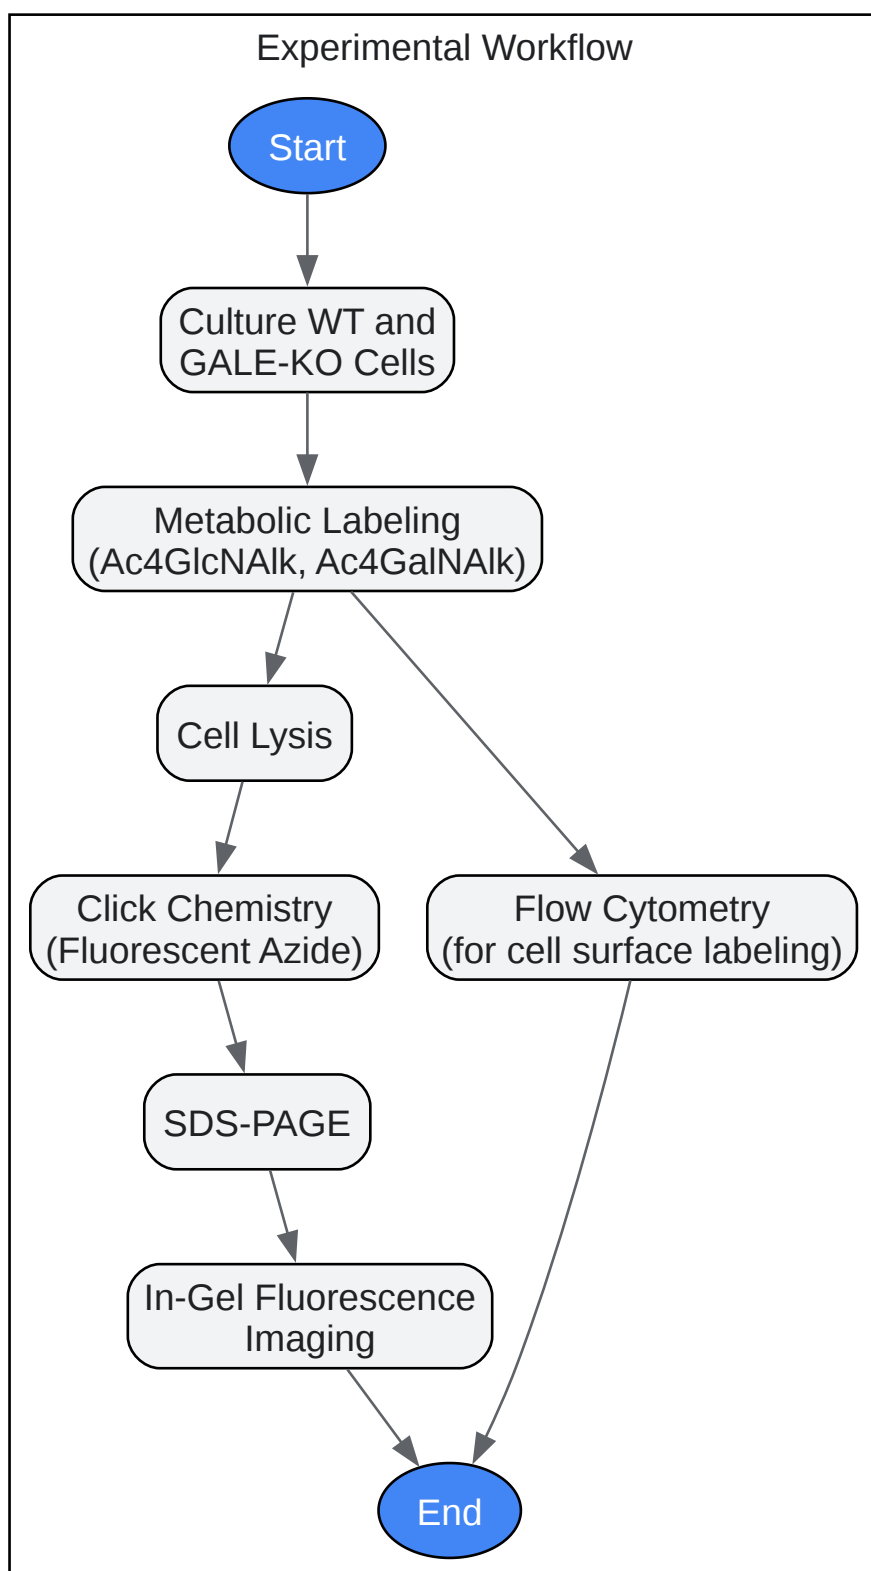 Experimental Workflow
Start
Culture WT and
GALE-KO Cells
Metabolic Labeling
(Ac4GlcNAlk, Ac4GalNAlk)
Cell Lysis
Click Chemistry
(Fluorescent Azide)
Flow Cytometry
(for cell surface labeling)
SDS-PAGE
In-Gel Fluorescence
Imaging
End